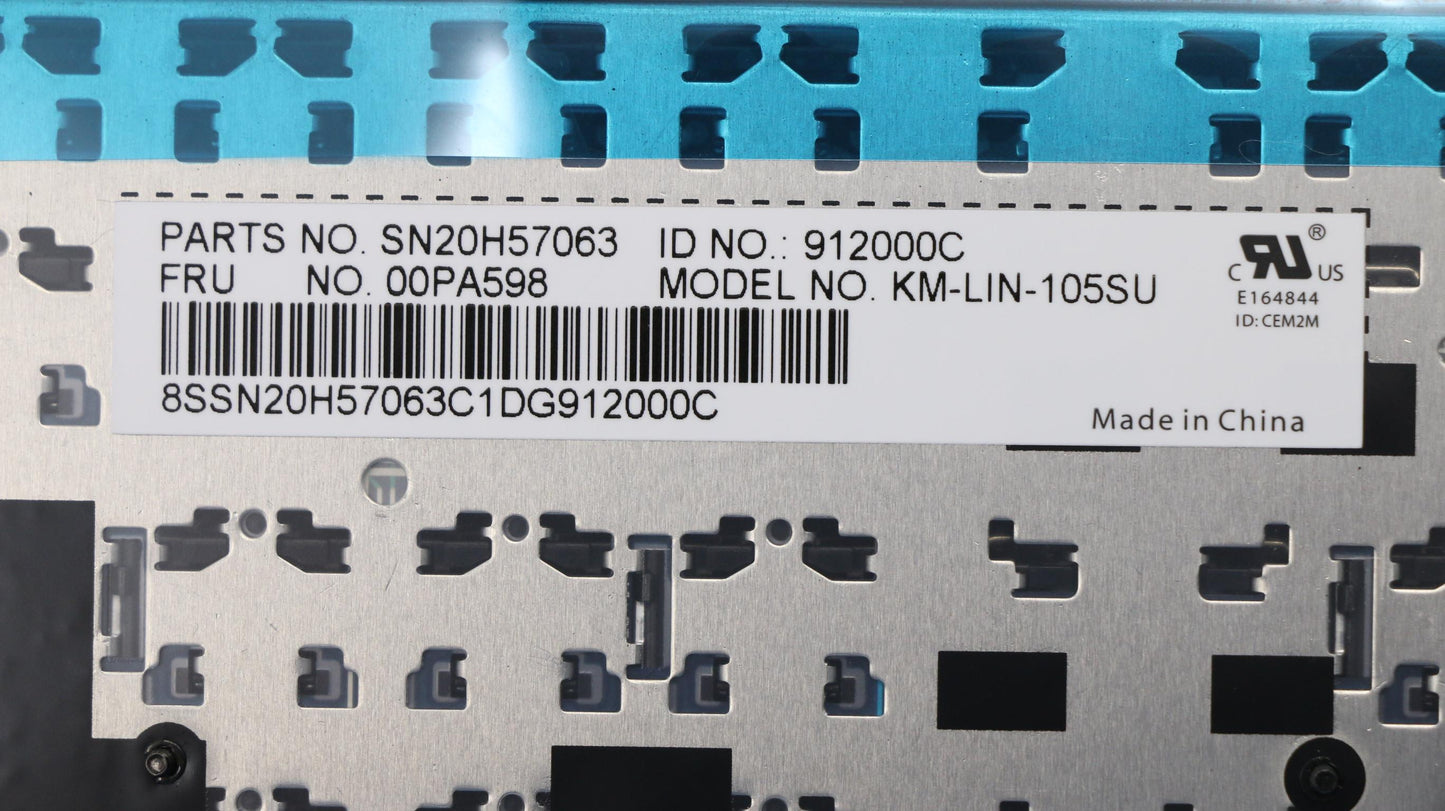 PARTS NO. SN20H57063 ID NO.: 912000C
FRU NO. 00PA598 MODEL NO. KM-LIN-105SU
8SSN20H57063C1DG912000C
c RU ® US
E164844
ID: CEM2M
Made in China